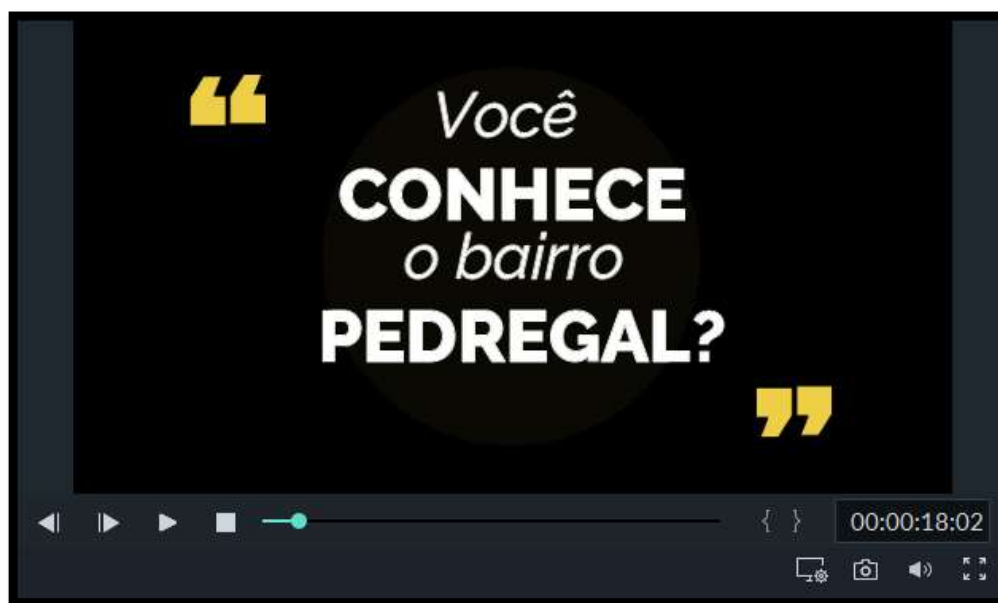 “
Você
CONHECE
o bairro
PEDREGAL?
”
{ } 00:00:18:02